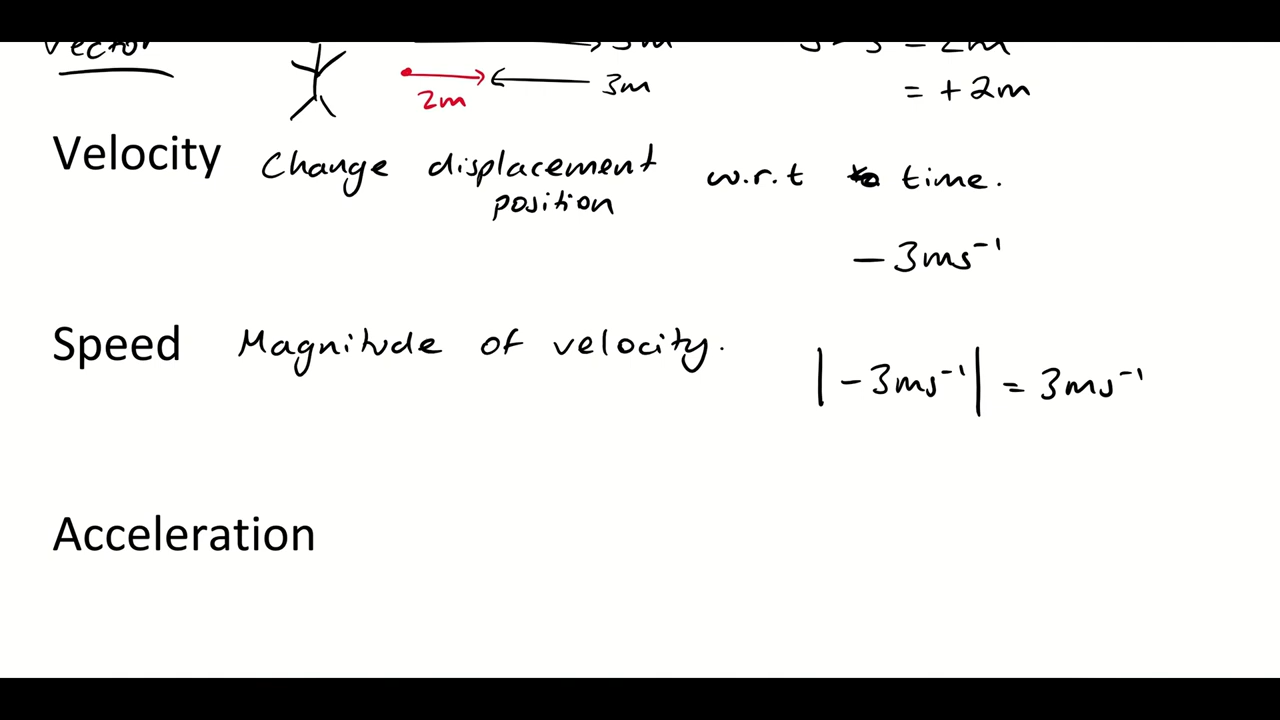 Vector
3m
= +2m
2m
Velocity Change displacement w.r.t time.
position
- 3ms⁻¹
Speed Magnitude of velocity.
|-3ms⁻¹| = 3ms⁻¹
Acceleration